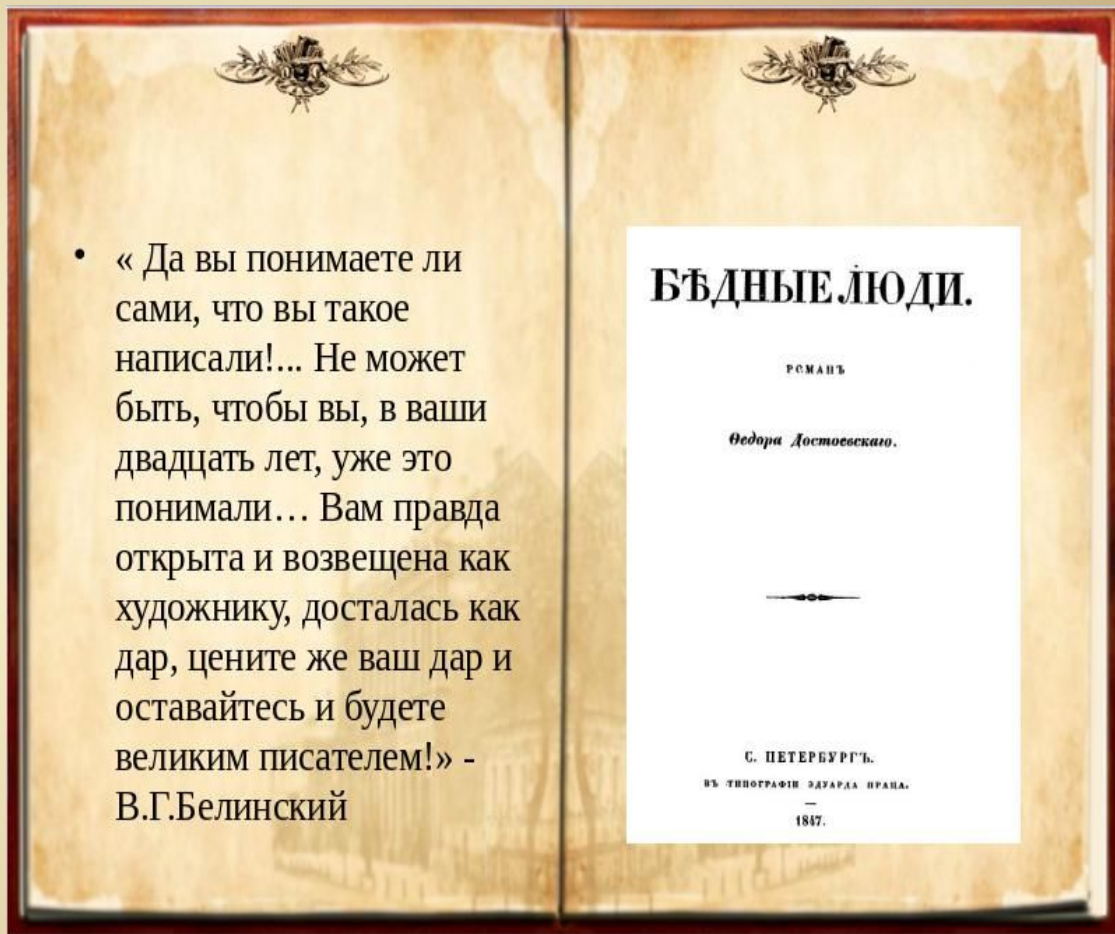 • « Да вы понимаете ли
сами, что вы такое
написали!... Не может
быть, чтобы вы, в ваши
двадцать лет, уже это
понимали… Вам правда
открыта и возвещена как
художнику, досталась как
дар, цените же ваш дар и
оставайтесь и будете
великим писателем!» -
В.Г.Белинский
БѢДНЫЕ ЛЮДИ.
РОМАНЪ
Ѳедора Достоевскаго.
С. ПЕТЕРБУРГЪ.
ВЪ ТИПОГРАФІИ ЭДУАРДА ПРАЦА.
1847.